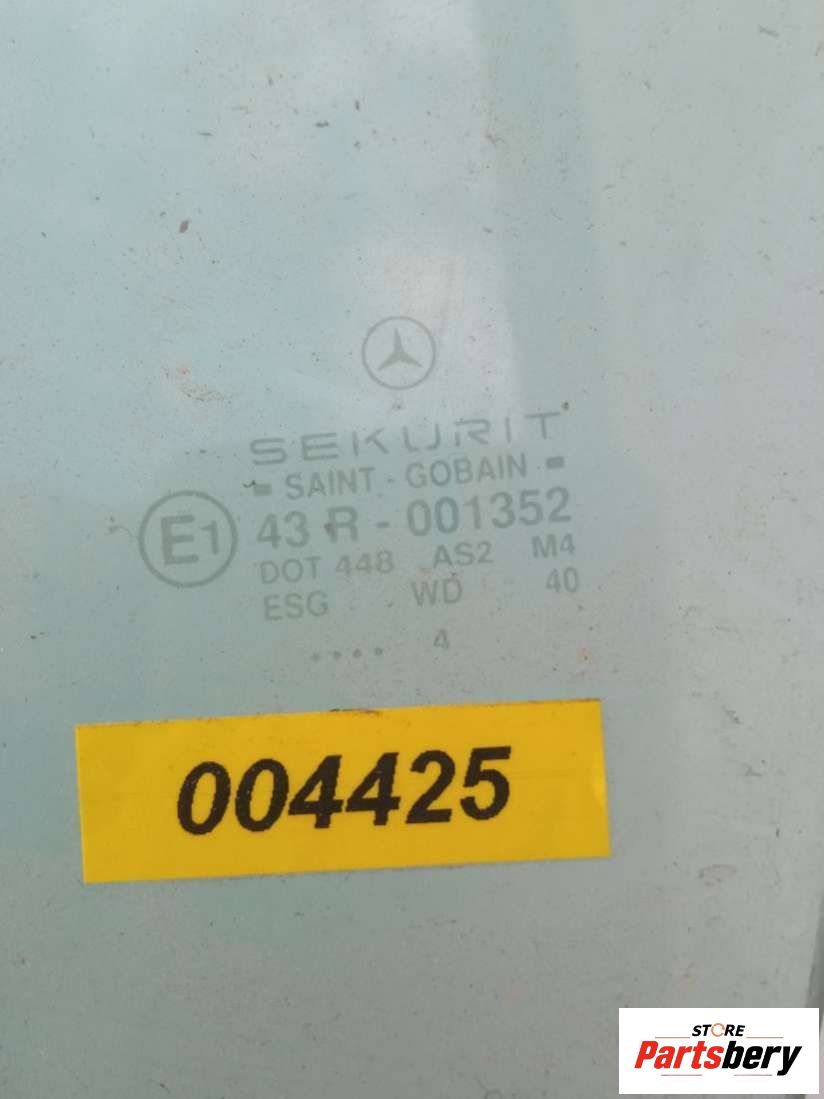 SEKURIT
SAINT - GOBAIN
E1 43 R - 001352
DOT 448 AS2 M4
ESG WD 40
.... 4
004425
STORE
Partsbery